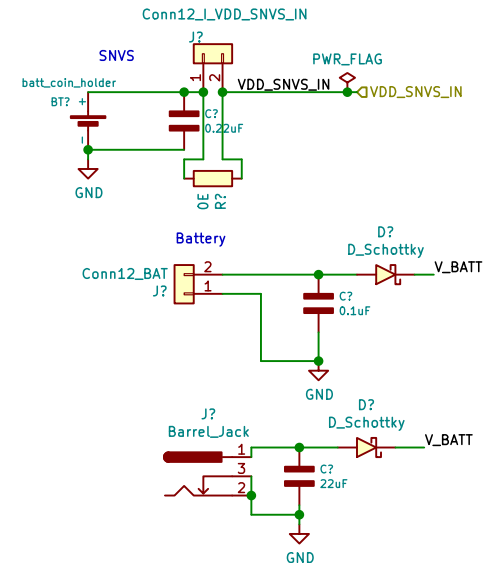 Conn12_I_VDD_SNVS_IN
J?
SNVS
PWR_FLAG
batt_coin_holder
1
2
VDD_SNVS_IN
VDD_SNVS_IN
BT?
+
C?
0.22uF
-
GND
0E
R?
Battery
D?
D_Schottky
Conn12_BAT
2
V_BATT
J?
1
C?
0.1uF
GND
D?
D_Schottky
J?
Barrel_Jack
1
V_BATT
3
C?
2
22uF
GND